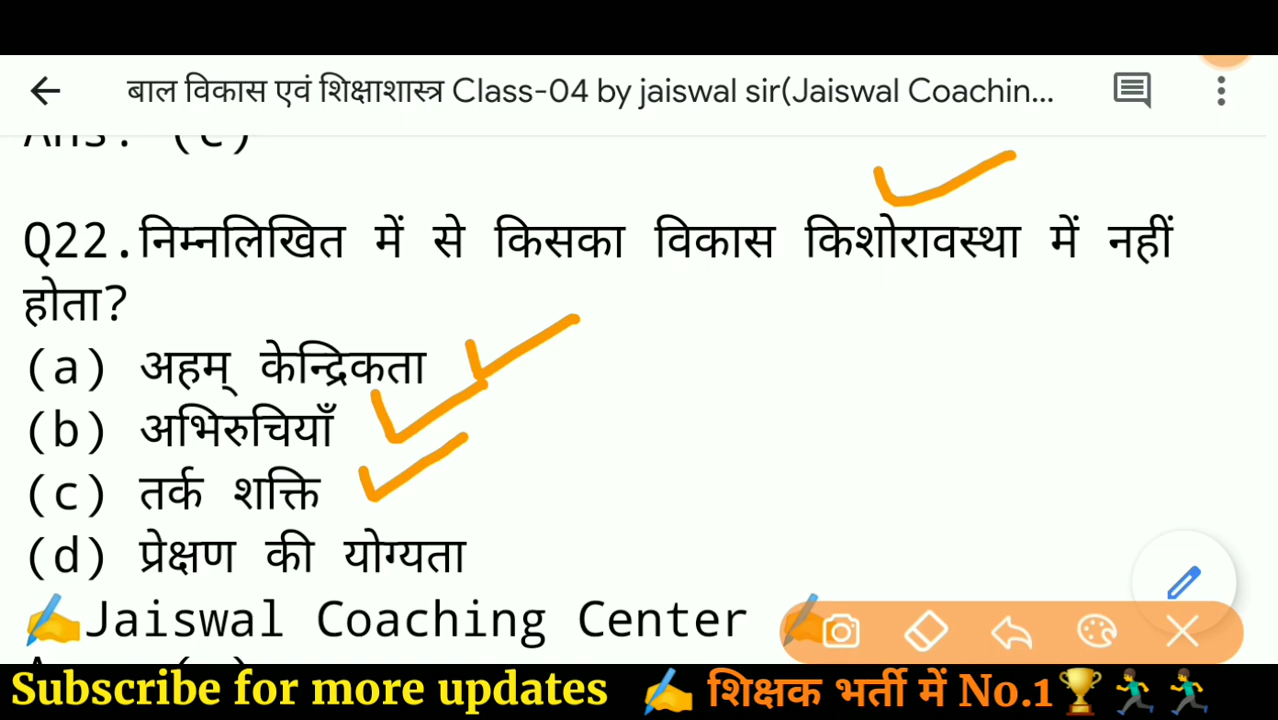 बाल विकास एवं शिक्षाशास्त्र Class-04 by jaiswal sir(Jaiswal Coachin...
Ans. (c)
Q22.निम्नलिखित में से किसका विकास किशोरावस्था में नहीं
होता?
(a) अहम् केन्द्रिकता
(b) अभिरुचियाँ
(c) तर्क शक्ति
(d) प्रेक्षण की योग्यता
✍Jaiswal Coaching Center ✍
Subscribe for more updates ✍ शिक्षक भर्ती में No.1🏆🏃🏃